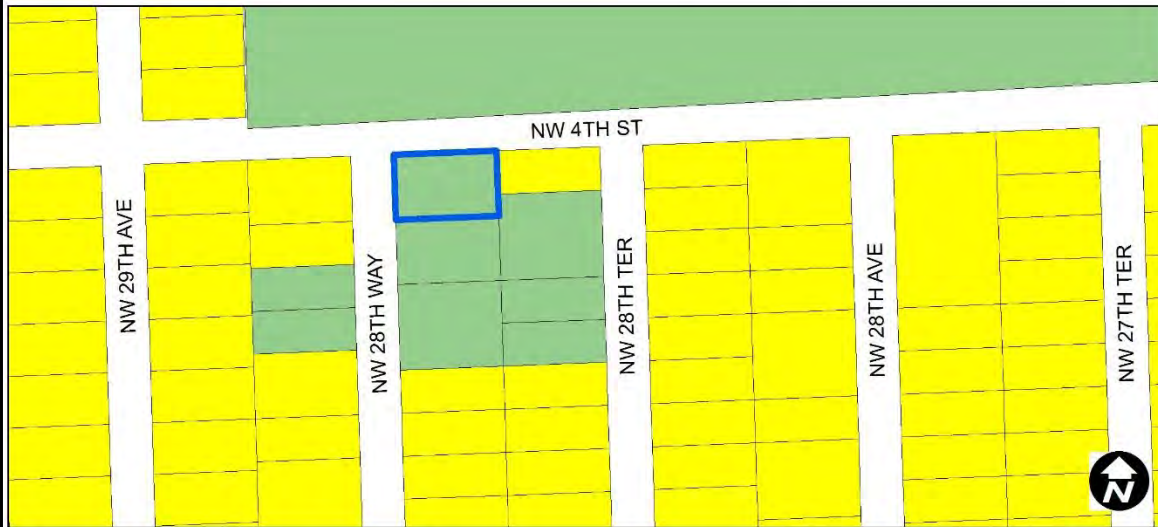 NW 4TH ST
NW 29TH AVE
NW 28TH WAY
NW 28TH TER
NW 28TH AVE
NW 27TH TER
N